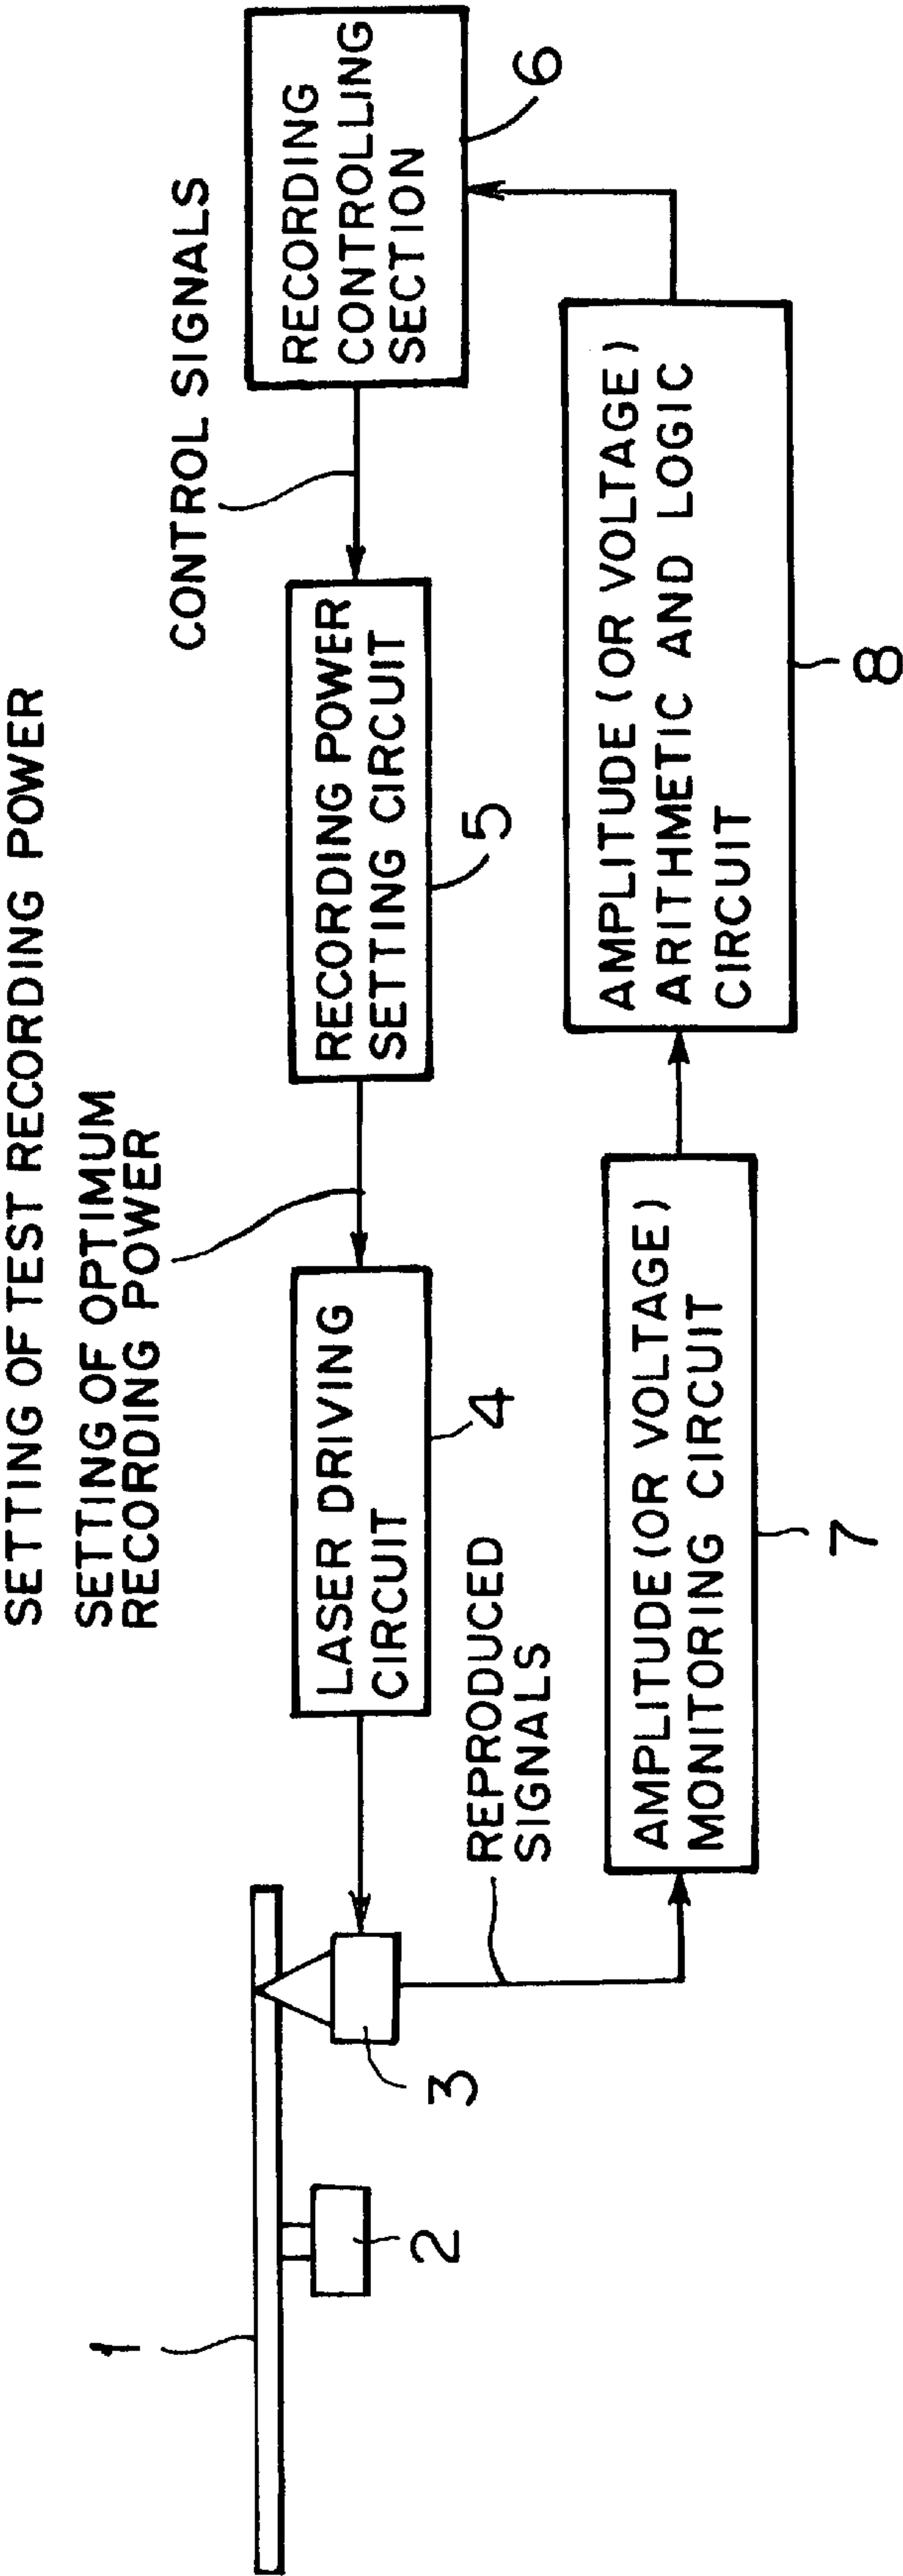 SETTING OF TEST RECORDING POWER
SETTING OF OPTIMUM
RECORDING POWER
CONTROL SIGNALS
1
2
3
LASER DRIVING
CIRCUIT
4
RECORDING POWER
SETTING CIRCUIT
5
RECORDING
CONTROLLING
SECTION
6
REPRODUCED
SIGNALS
AMPLITUDE (OR VOLTAGE)
MONITORING CIRCUIT
7
AMPLITUDE (OR VOLTAGE)
ARITHMETIC AND LOGIC
CIRCUIT
8